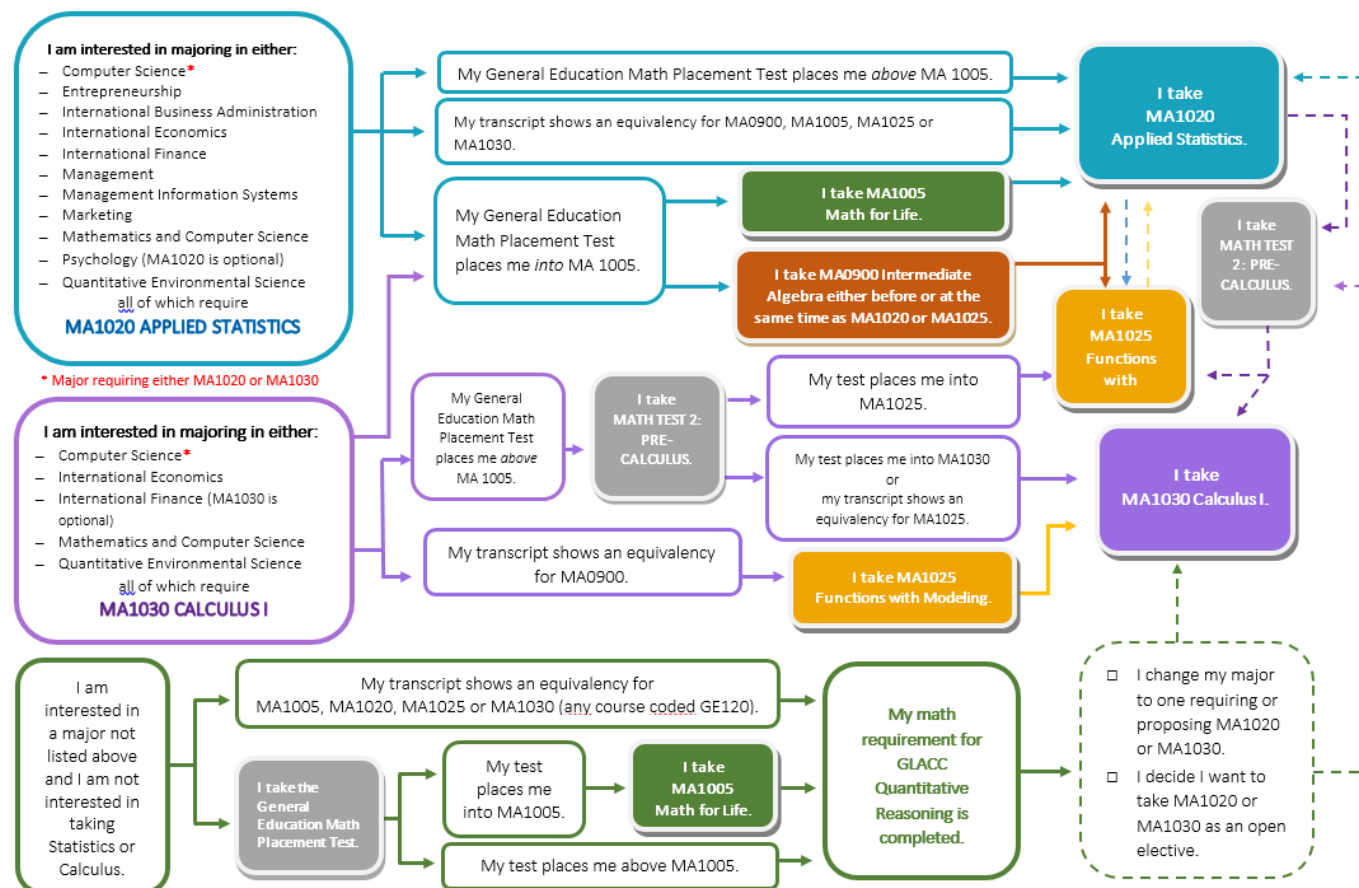 I am interested in majoring in either:
– Computer Science*
– Entrepreneurship
– International Business Administration
– International Economics
– International Finance
– Management
– Management Information Systems
– Marketing
– Mathematics and Computer Science
– Psychology (MA1020 is optional)
– Quantitative Environmental Science
all of which require
MA1020 APPLIED STATISTICS
* Major requiring either MA1020 or MA1030
My General Education Math Placement Test places me above MA 1005.
My transcript shows an equivalency for MA0900, MA1005, MA1025 or
MA1030.
My General Education
Math Placement Test
places me into MA 1005.
I take MA1005
Math for Life.
I take MA0900 Intermediate
Algebra either before or at the
same time as MA1020 or MA1025.
I take
MA1020
Applied Statistics.
I take
MATH TEST
2: PRE-
CALCULUS.
I take
MA1025
Functions
with
I am interested in majoring in either:
– Computer Science*
– International Economics
– International Finance (MA1030 is
optional)
– Mathematics and Computer Science
– Quantitative Environmental Science
all of which require
MA1030 CALCULUS I
My General
Education Math
Placement Test
places me above
MA 1005.
I take
MATH TEST 2:
PRE-
CALCULUS.
My test places me into
MA1025.
My test places me into MA1030
or
my transcript shows an
equivalency for MA1025.
My transcript shows an equivalency
for MA0900.
I take MA1025
Functions with Modeling.
I take
MA1030 Calculus I.
I am
interested in
a major not
listed above
and I am not
interested in
taking
Statistics or
Calculus.
My transcript shows an equivalency for
MA1005, MA1020, MA1025 or MA1030 (any course coded GE120).
I take the
General
Education Math
Placement Test.
My test
places me
into MA1005.
I take
MA1005
Math for Life.
My test places me above MA1005.
My math
requirement for
GLACC
Quantitative
Reasoning is
completed.
□ I change my major
to one requiring or
proposing MA1020
or MA1030.
□ I decide I want to
take MA1020 or
MA1030 as an open
elective.